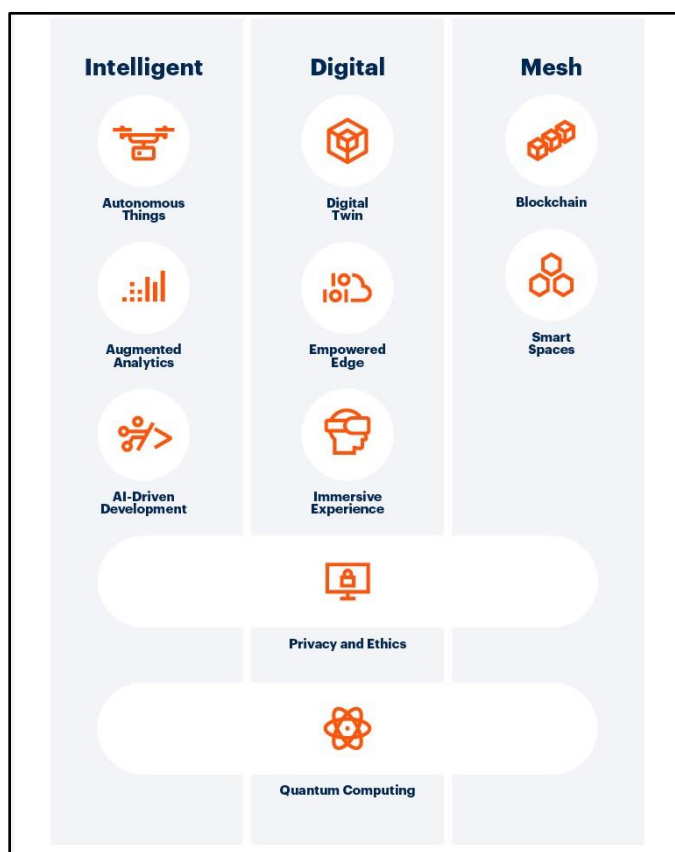 Intelligent
Digital
Mesh
Autonomous
Things
Digital
Twin
Blockchain
Augmented
Analytics
Empowered
Edge
Smart
Spaces
AI-Driven
Development
Immersive
Experience
Privacy and Ethics
Quantum Computing